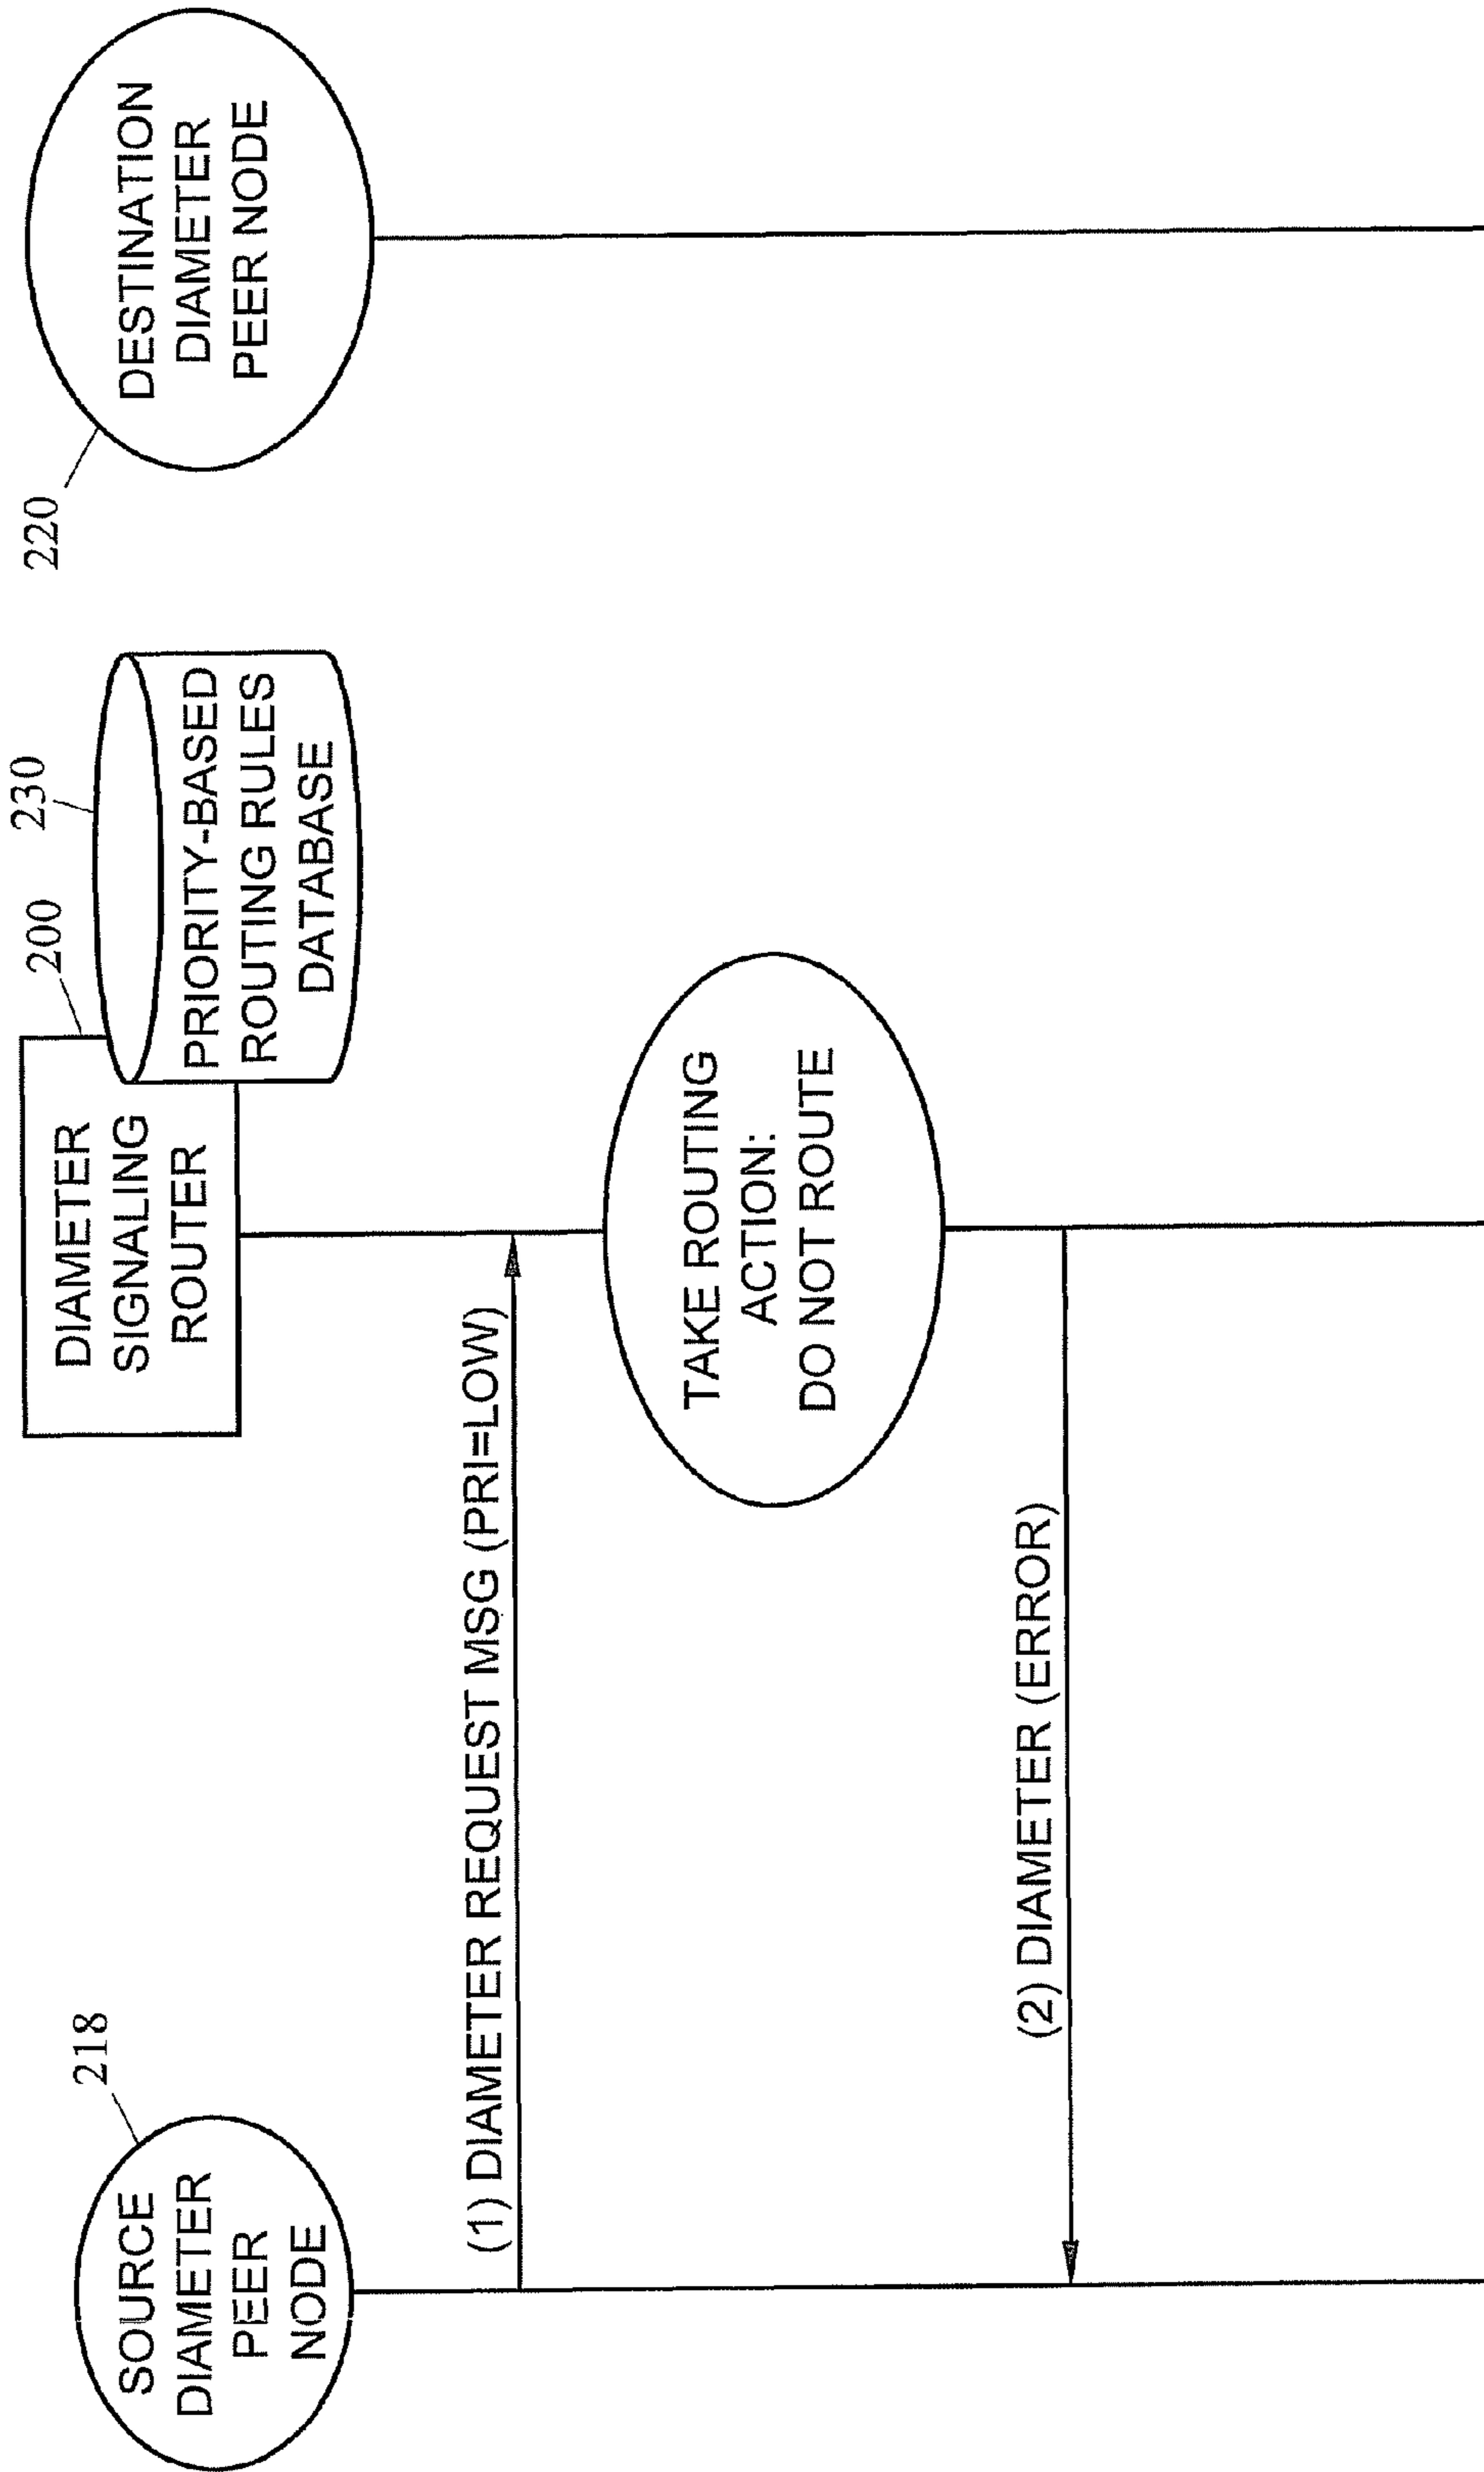 218
SOURCE
DIAMETER
PEER
NODE
200
DIAMETER
SIGNALING
ROUTER
230
PRIORITY-BASED
ROUTING RULES
DATABASE
220
DESTINATION
DIAMETER
PEER NODE
(1) DIAMETER REQUEST MSG (PRI=LOW)
TAKE ROUTING
ACTION:
DO NOT ROUTE
(2) DIAMETER (ERROR)